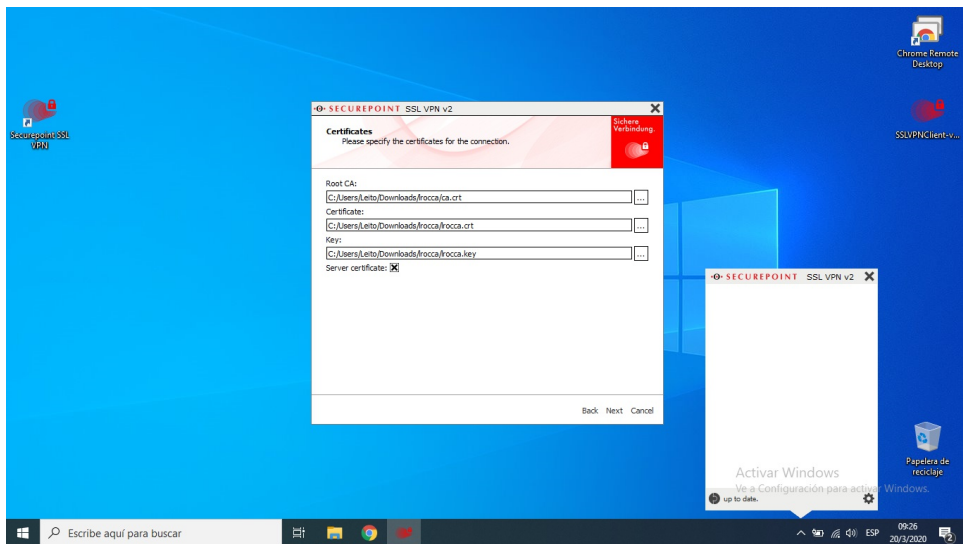 Chrome Remote
Desktop
Securepoint SSL
VPN
SSLVPNClient-v...
SECUREPOINT SSL VPN v2
Certificates
Please specify the certificates for the connection.
Sichere
Verbindung.
Root CA:
C:/Users/Leito/Downloads/lrocca/ca.crt
...
Certificate:
C:/Users/Leito/Downloads/lrocca/lrocca.crt
...
Key:
C:/Users/Leito/Downloads/lrocca/lrocca.key
...
Server certificate:
Back Next Cancel
SECUREPOINT SSL VPN v2
Activar Windows
Ve a Configuración para activar Windows.
up to date.
Papelera de
reciclaje
Escribe aquí para buscar
ESP
09:26
20/3/2020
2